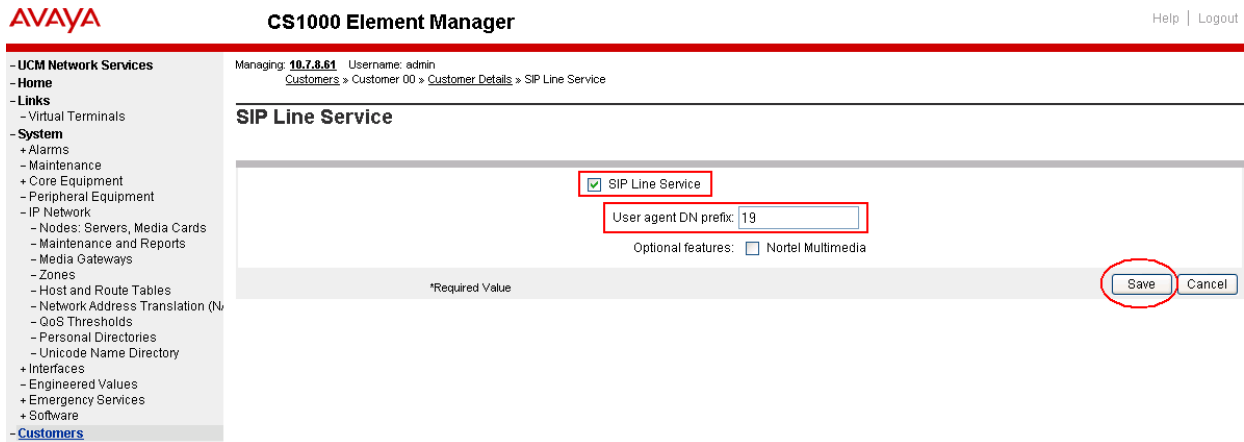 AVAYA
CS1000 Element Manager
Help | Logout
- UCM Network Services
- Home
- Links
- Virtual Terminals
- System
+ Alarms
- Maintenance
+ Core Equipment
- Peripheral Equipment
- IP Network
- Nodes: Servers, Media Cards
- Maintenance and Reports
- Media Gateways
- Zones
- Host and Route Tables
- Network Address Translation (N
- QoS Thresholds
- Personal Directories
- Unicode Name Directory
+ Interfaces
- Engineered Values
+ Emergency Services
+ Software
- Customers
Managing: 10.7.8.61 Username: admin
Customers » Customer 00 » Customer Details » SIP Line Service
SIP Line Service
SIP Line Service
User agent DN prefix: 19
Optional features: Nortel Multimedia
*Required Value
Save Cancel